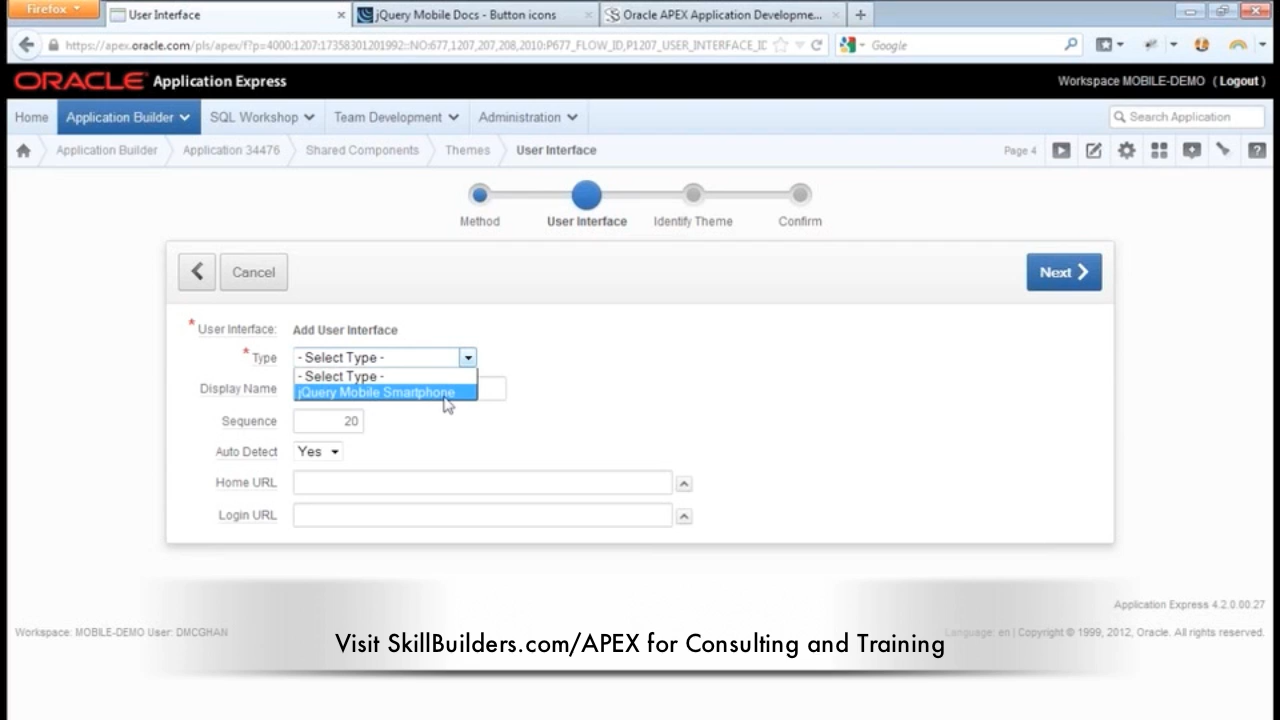 Firefox
User Interface
jQuery Mobile Docs - Button icons
Oracle APEX Application Developme...
https://apex.oracle.com/pls/apex/f?p=4000:1207:17358301201992::NO:677,1207,207,208,2010:P677_FLOW_ID,P1207_USER_INTERFACE_IC
Google
ORACLE Application Express
Workspace MOBILE-DEMO ( Logout )
Home
Application Builder
SQL Workshop
Team Development
Administration
Search Application
Application Builder
Application 34476
Shared Components
Themes
User Interface
Page 4
Method
User Interface
Identify Theme
Confirm
Cancel
Next
* User Interface: Add User Interface
* Type - Select Type -
- Select Type -
jQuery Mobile Smartphone
Display Name
Sequence 20
Auto Detect Yes
Home URL
Login URL
Application Express 4.2.0.00.27
Workspace: MOBILE-DEMO User: DMCGHAN
Language: en | Copyright © 1999, 2012, Oracle. All rights reserved.
Visit SkillBuilders.com/APEX for Consulting and Training